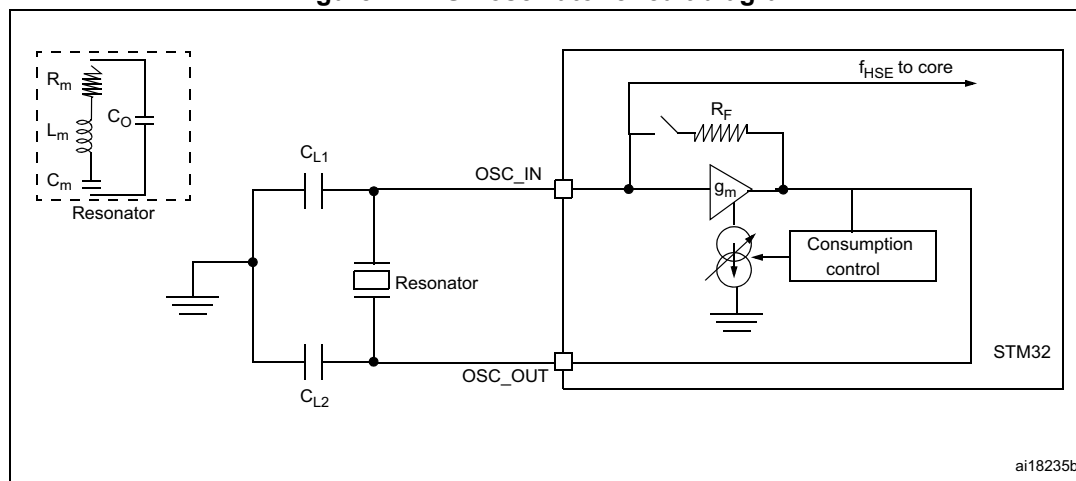 R_m
L_m
C_m
C_O
Resonator
C_L1
C_L2
Resonator
OSC_IN
OSC_OUT
f_HSE to core
R_F
g_m
Consumption
control
STM32
ai18235b